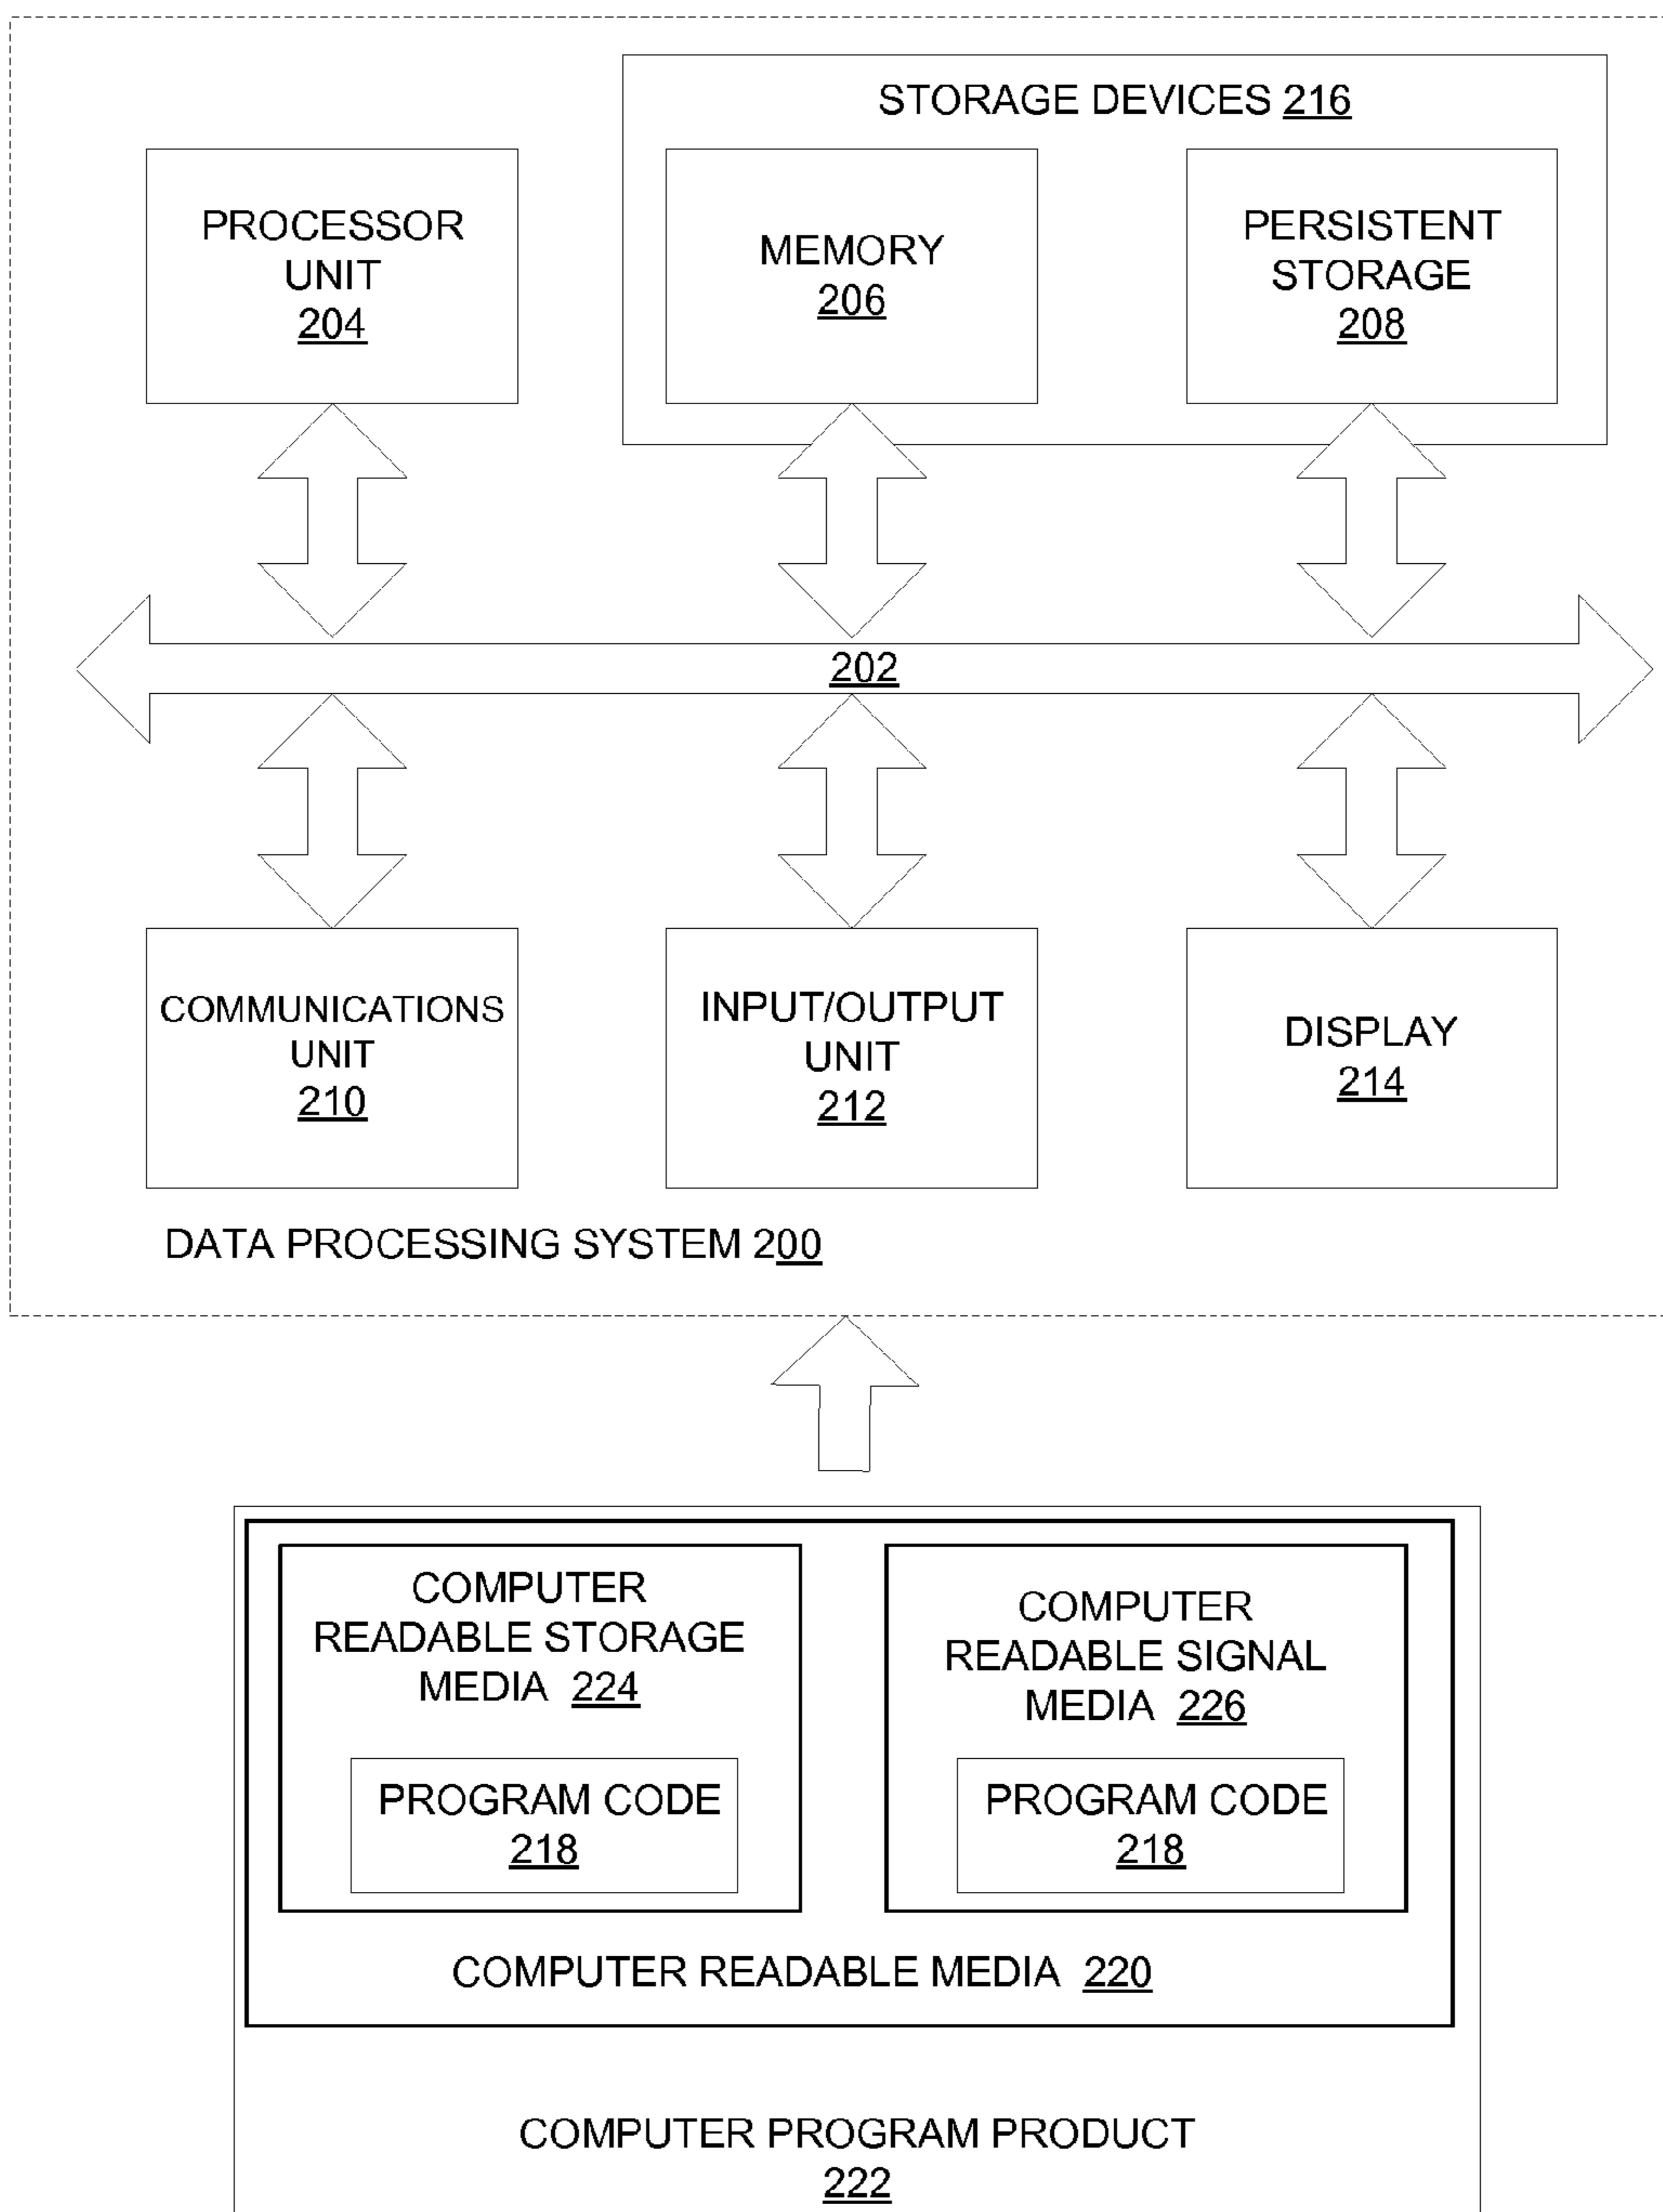 STORAGE DEVICES 216
PROCESSOR
UNIT
204
MEMORY
206
PERSISTENT
STORAGE
208
202
COMMUNICATIONS
UNIT
210
INPUT/OUTPUT
UNIT
212
DISPLAY
214
DATA PROCESSING SYSTEM 200
COMPUTER
READABLE STORAGE
MEDIA 224
PROGRAM CODE
218
COMPUTER
READABLE SIGNAL
MEDIA 226
PROGRAM CODE
218
COMPUTER READABLE MEDIA 220
COMPUTER PROGRAM PRODUCT
222